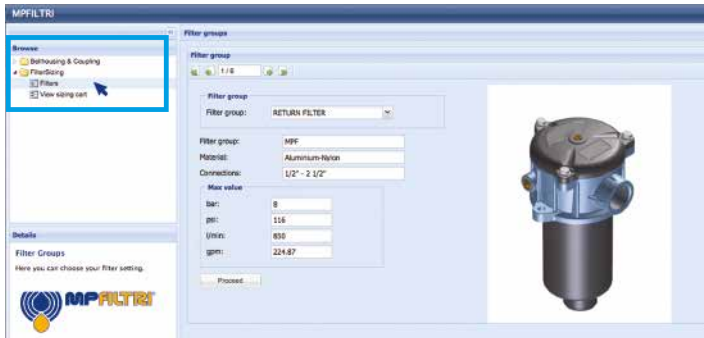 MPFILTRI
Browse
Bellhousing & Coupling
FilterSizing
Filters
View sizing cart
Details
Filter Groups
Here you can choose your filter setting.
MPFILTRI
Filter groups
Filter group
1/6
Filter group
Filter group: RETURN FILTER
Filter group: MPF
Material: Aluminium-Nylon
Connections: 1/2" - 2 1/2"
Max value
bar: 8
psi: 116
l/min: 850
gpm: 224.87
Proceed